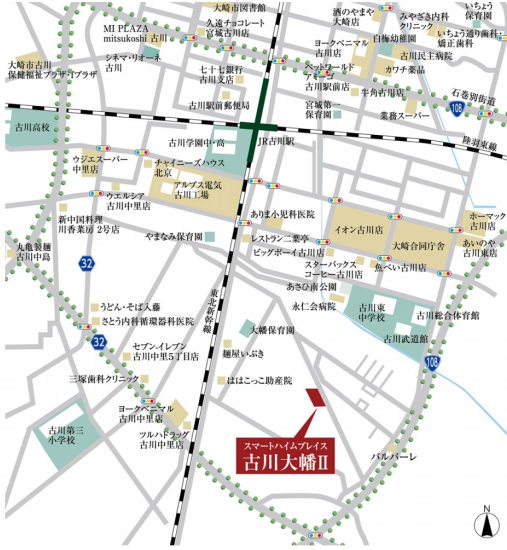 大崎市図書館
久遠チョコレート
宮城古川店
MI PLAZA
mitsukoshi 古川
シネマ・リオーネ
古川
大崎市古川
保健福祉プラザ・fプラザ
七十七銀行
古川支店
古川駅前郵便局
酒のやまや
大崎店
ヨークベニマル
古川店
ペットワールド
アミーゴ
古川駅前店
みやざき内科
クリニック
白梅幼稚園
古川民主病院
カワチ薬品
いちょう
保育園
いちょう通り歯科・
矯正歯科
牛角古川店
宮城第一
保育園
業務スーパー
石巻別街道
108
陸羽東線
古川高校
古川学園中・高
JR古川駅
ウジエスーパー
中里店
チャイニーズハウス
北京
アルプス電気
古川工場
ウエルシア
古川中里店
新中国料理
川香菜房 2号店
やまなみ保育園
丸亀製麺
古川中島
32
ありま小児科医院
レストラン二葉亭
ビッグボーイ古川店
イオン古川店
大崎合同庁舎
ホーマック
古川店
あいのや
古川東店
スターバックス
コーヒー古川店
魚べい古川店
あさひ南公園
永仁会病院
古川東
中学校
古川総合体育館
古川武道館
108
東北新幹線
うどん・そば入藤
さとう内科循環器科医院
32
セブン-イレブン
古川中里5丁目店
大幡保育園
麺屋いぶき
三塚歯科クリニック
ははこっこ助産院
ヨークベニマル
古川中里店
古川第三
小学校
ツルハドラッグ
古川中里店
スマートハイムプレイス
古川大幡II
パルパーレ
N